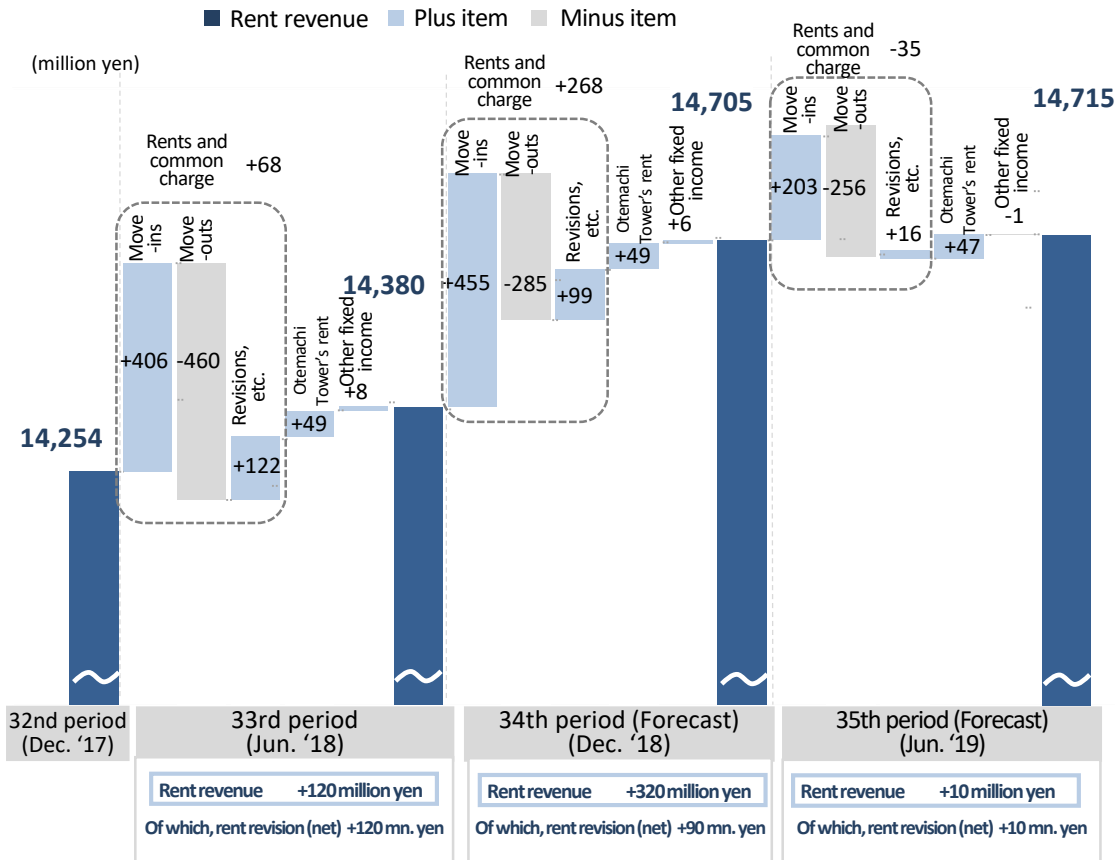 Rent revenue Plus item Minus item
(million yen)
14,254
Rents and
common
charge
+68
Move
-ins
Move
-outs
Revisions,
etc.
+406
-460
+122
Otemachi
Tower's rent
+49
Other fixed
income
+8
14,380
Rents and
common
charge
+268
Move
-ins
Move
-outs
Revisions,
etc.
+455
-285
+99
Otemachi
Tower's rent
+49
Other fixed
income
+6
14,705
Rents and
common
charge
-35
Move
-ins
Move
-outs
Revisions,
etc.
+203
-256
+16
Otemachi
Tower's rent
+47
Other fixed
income
-1
14,715
32nd period
(Dec. ‘17)
33rd period
(Jun. ‘18)
34th period (Forecast)
(Dec. ‘18)
35th period (Forecast)
(Jun. ‘19)
Rent revenue +120 million yen
Of which, rent revision (net) +120 mn. yen
Rent revenue +320 million yen
Of which, rent revision (net) +90 mn. yen
Rent revenue +10 million yen
Of which, rent revision (net) +10 mn. yen